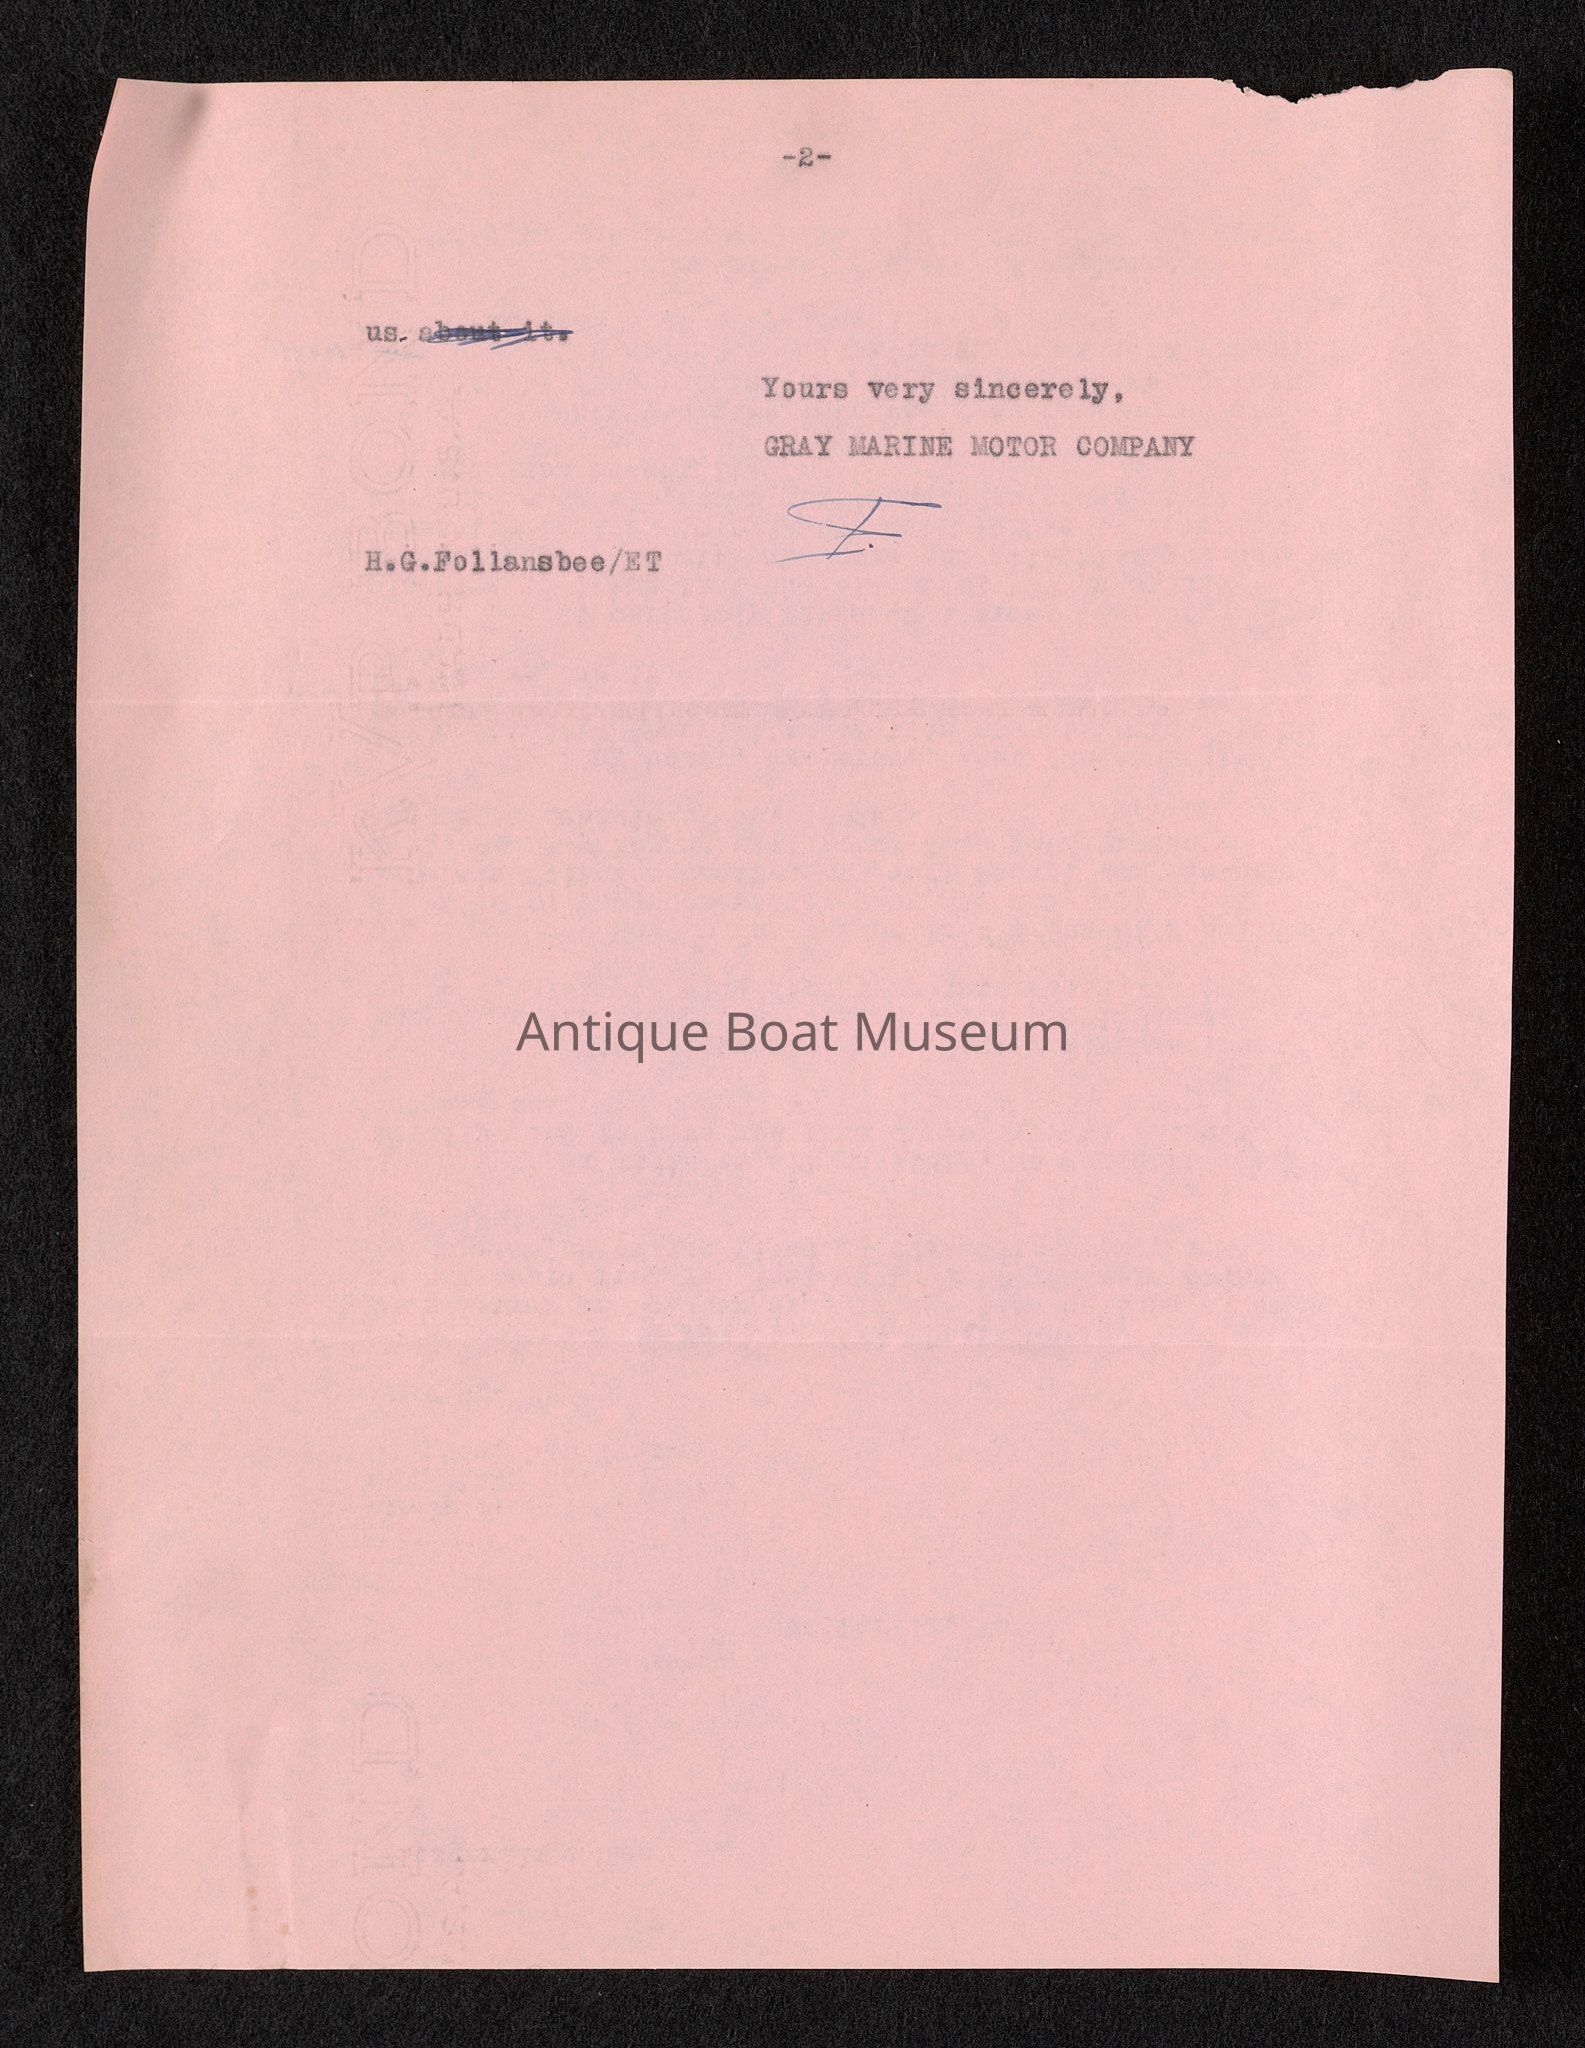 -2-
us. about it.
Yours very sincerely,
GRAY MARINE MOTOR COMPANY
F.
H.G.Follansbee/ET
Antique Boat Museum